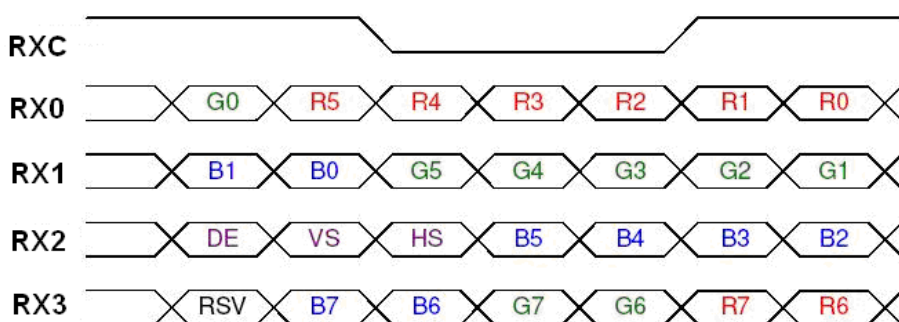 RXC
RX0 G0 R5 R4 R3 R2 R1 R0
RX1 B1 B0 G5 G4 G3 G2 G1
RX2 DE VS HS B5 B4 B3 B2
RX3 RSV B7 B6 G7 G6 R7 R6